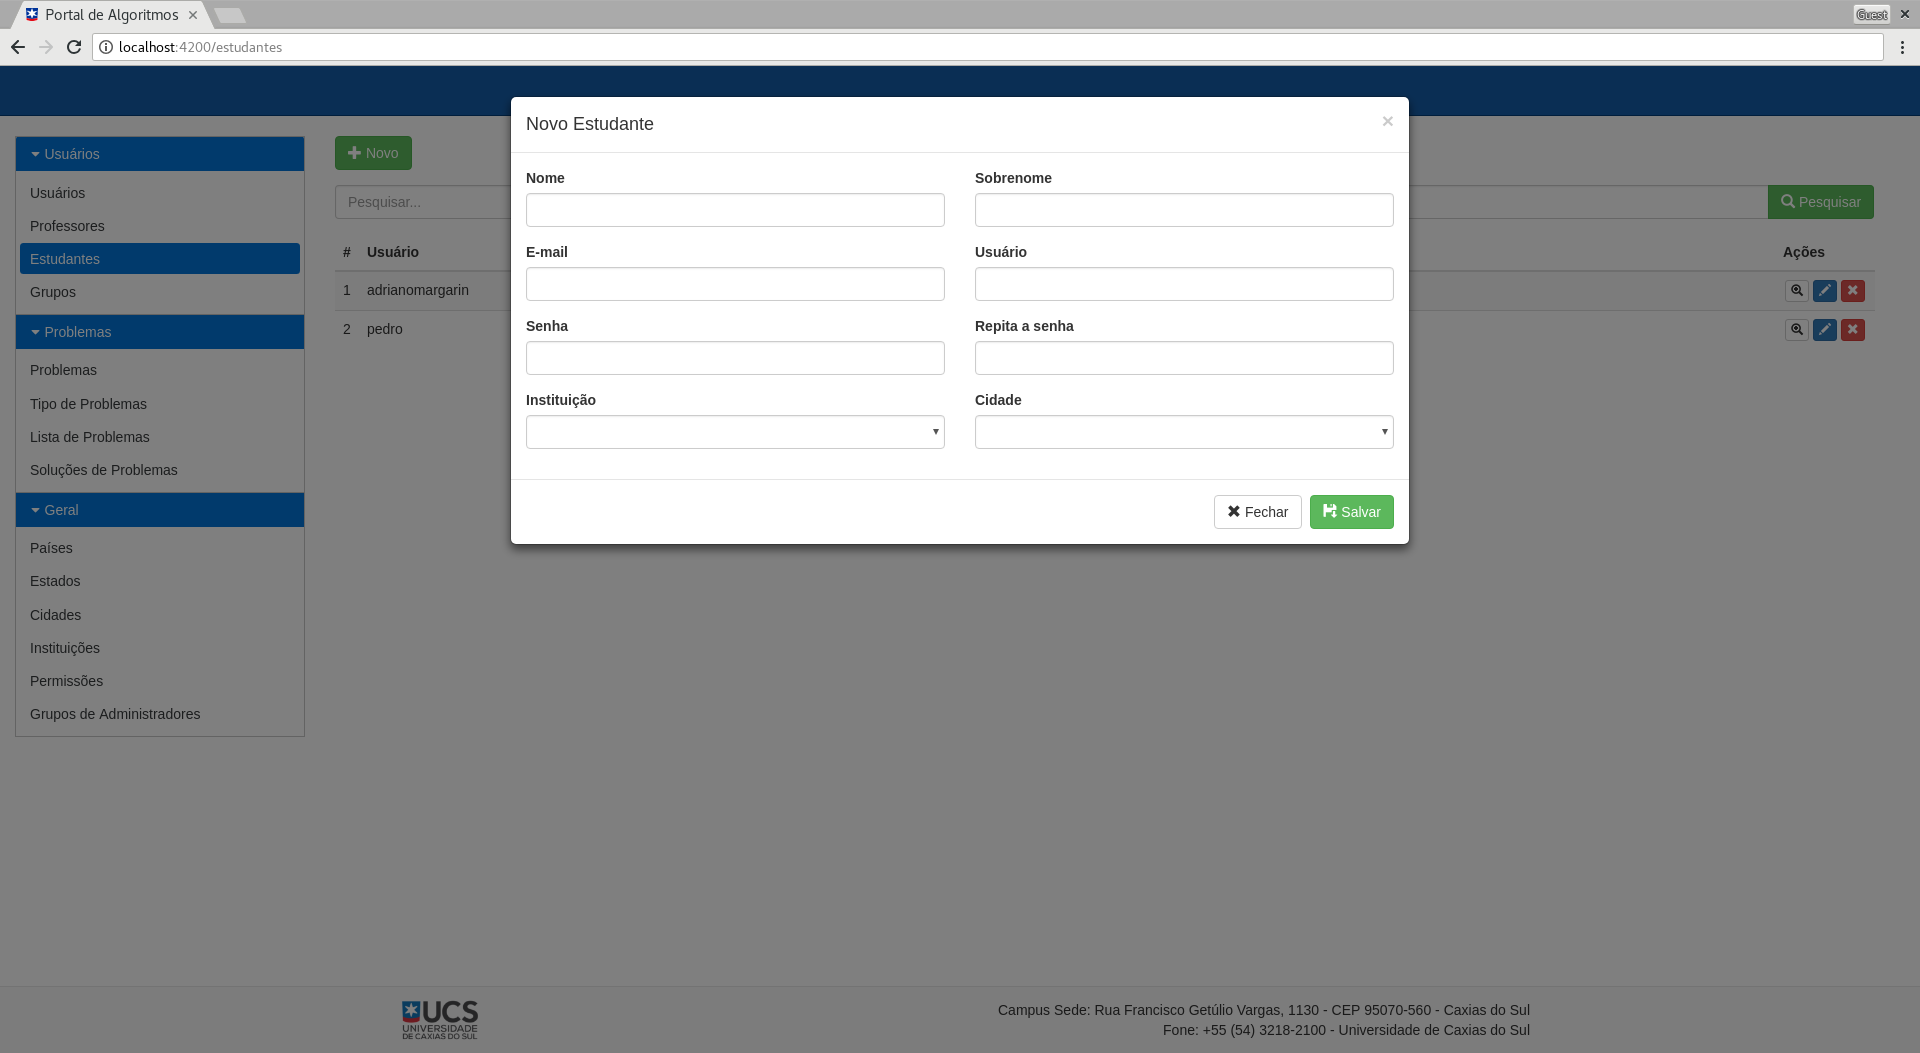 Portal de Algoritmos
Guest
localhost:4200/estudantes
Novo Estudante
Nome
Sobrenome
E-mail
Usuário
Senha
Repita a senha
Instituição
Cidade
Fechar
Salvar
Usuários
Usuários
Professores
Estudantes
Grupos
Problemas
Problemas
Tipo de Problemas
Lista de Problemas
Soluções de Problemas
Geral
Países
Estados
Cidades
Instituições
Permissões
Grupos de Administradores
Novo
Pesquisar...
Pesquisar
# Usuário Ações
1 adrianomargarin
2 pedro
UCS
UNIVERSIDADE
DE CAXIAS DO SUL
Campus Sede: Rua Francisco Getúlio Vargas, 1130 - CEP 95070-560 - Caxias do Sul
Fone: +55 (54) 3218-2100 - Universidade de Caxias do Sul